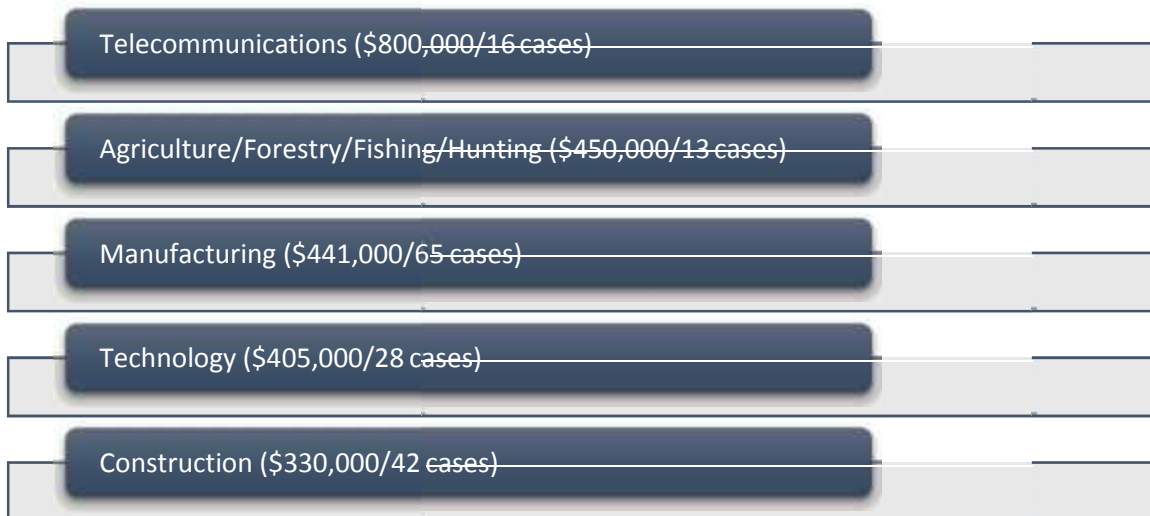 Telecommunications ($800,000/16 cases)
Agriculture/Forestry/Fishing/Hunting ($450,000/13 cases)
Manufacturing ($441,000/65 cases)
Technology ($405,000/28 cases)
Construction ($330,000/42 cases)